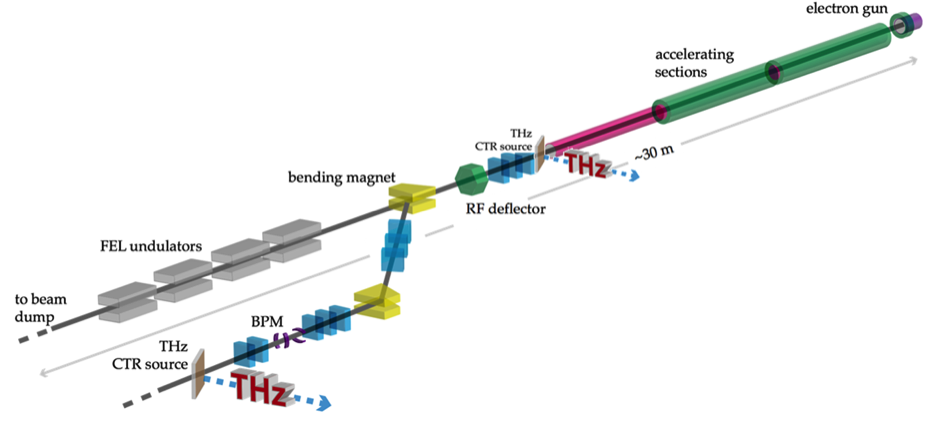 electron gun
accelerating
sections
THz
CTR source
THz
~30 m
bending magnet
RF deflector
FEL undulators
to beam
dump
BPM
THz
CTR source
THz